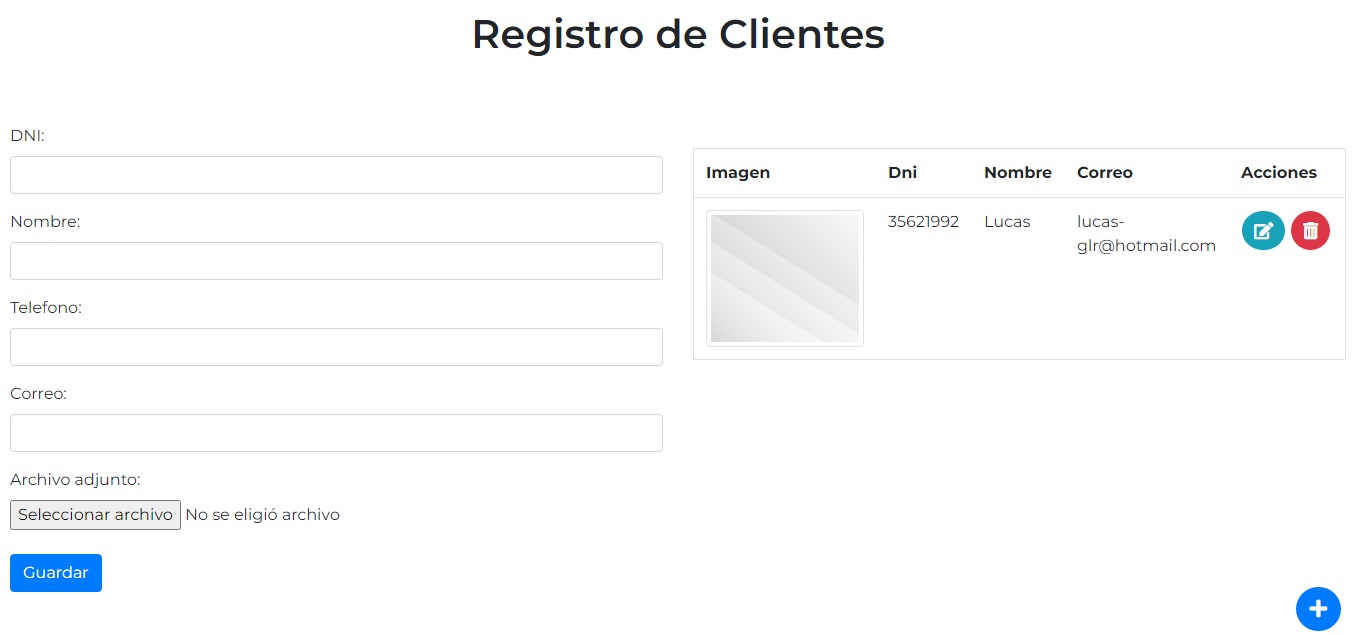 Registro de Clientes
DNI:
Nombre:
Telefono:
Correo:
Archivo adjunto:
Seleccionar archivo No se eligió archivo
Guardar
Imagen Dni Nombre Correo Acciones
35621992 Lucas lucas-
glr@hotmail.com